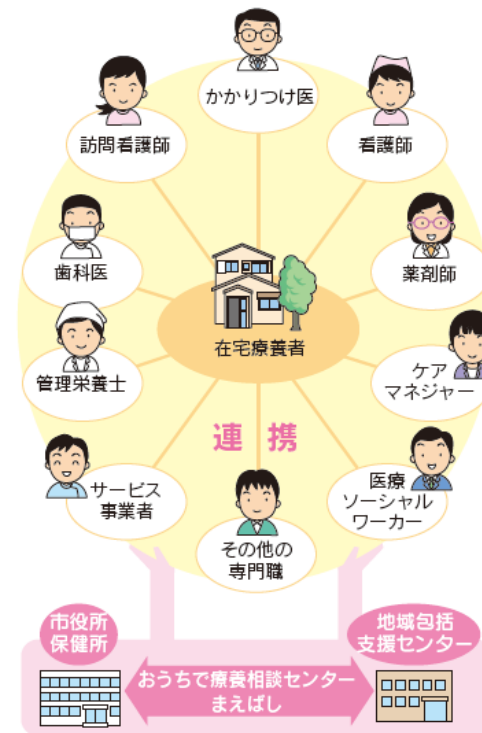 かかりつけ医
訪問看護師
看護師
歯科医
薬剤師
在宅療養者
管理栄養士
ケア
マネジャー
連携
サービス
事業者
医療
ソーシャル
ワーカー
その他の
専門職
市役所
保健所
地域包括
支援センター
おうちで療養相談センター
まえばし